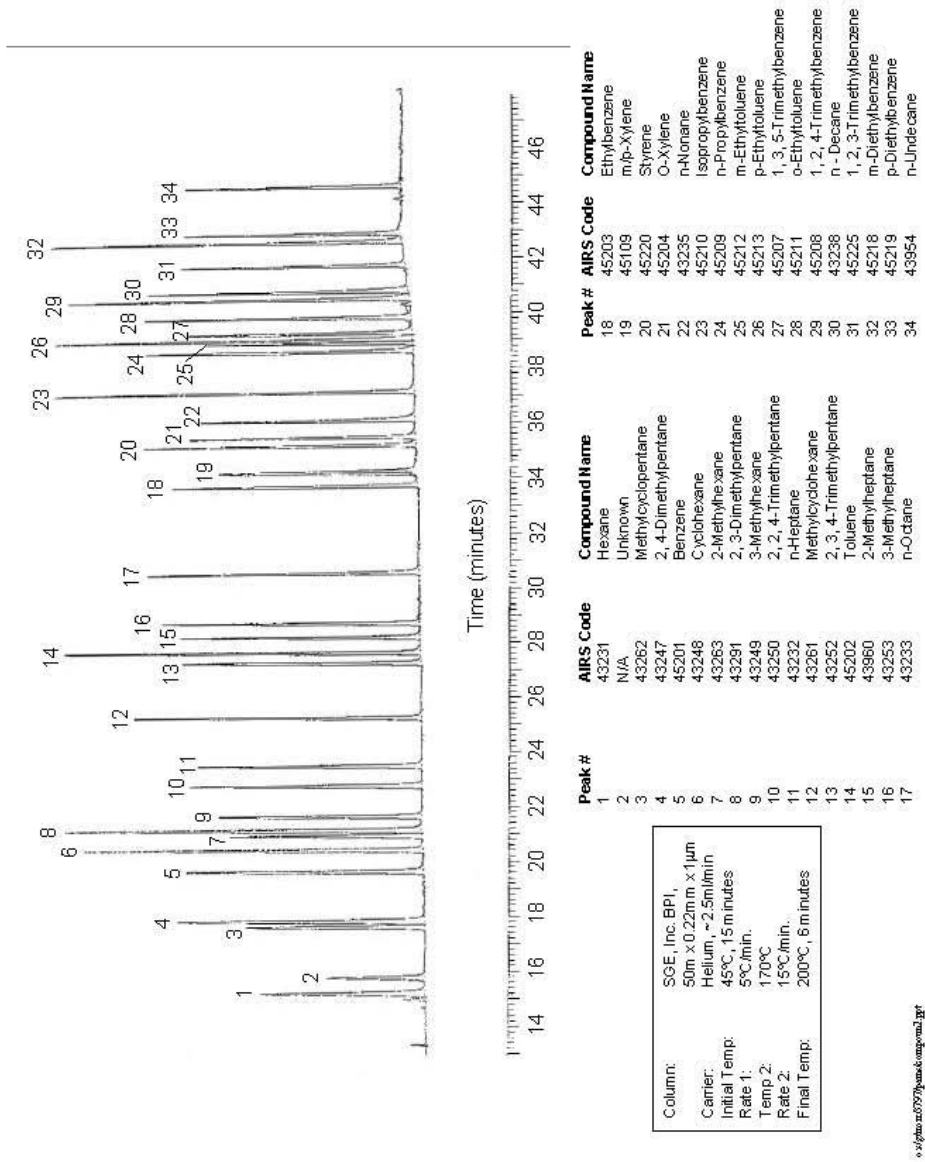 1
2
3
4
5
6
7
8
9
10
11
12
13
14
15
16
17
18
19
20
21
22
23
24
25
26
27
28
29
30
31
32
33
34
14 16 18 20 22 24 26 28 30 32 34 36 38 40 42 44 46
Time (minutes)
Column: SGE, Inc. BPI,
50m x 0.22mm x 1µm
Carrier: Helium, ~2.5ml/min
Initial Temp: 45ºC, 15 minutes
Rate 1: 5ºC/min.
Temp 2: 170ºC
Rate 2: 15ºC/min.
Final Temp: 200ºC, 6 minutes
Peak # AIRS Code Compound Name
1 43231 Hexane
2 N/A Unknown
3 43262 Methylcyclopentane
4 43247 2, 4-Dimethylpentane
5 45201 Benzene
6 43248 Cyclohexane
7 43263 2-Methylhexane
8 43291 2, 3-Dimethylpentane
9 43249 3-Methylhexane
10 43250 2, 2, 4-Trimethylpentane
11 43232 n-Heptane
12 43261 Methylcyclohexane
13 43252 2, 3, 4-Trimethylpentane
14 45202 Toluene
15 43960 2-Methylheptane
16 43253 3-Methylheptane
17 43233 n-Octane
Peak # AIRS Code Compound Name
18 45203 Ethylbenzene
19 45109 m/p-Xylene
20 45220 Styrene
21 45204 O-Xylene
22 43235 n-Nonane
23 45210 Isopropylbenzene
24 45209 n-Propylbenzene
25 45212 m-Ethyltoluene
26 45213 p-Ethyltoluene
27 45207 1, 3, 5-Trimethylbenzene
28 45211 o-Ethyltoluene
29 45208 1, 2, 4-Trimethylbenzene
30 43238 n - Decane
31 45225 1, 2, 3-Trimethylbenzene
32 45218 m-Diethylbenzene
33 45219 p-Diethylbenzene
34 43954 n-Undecane